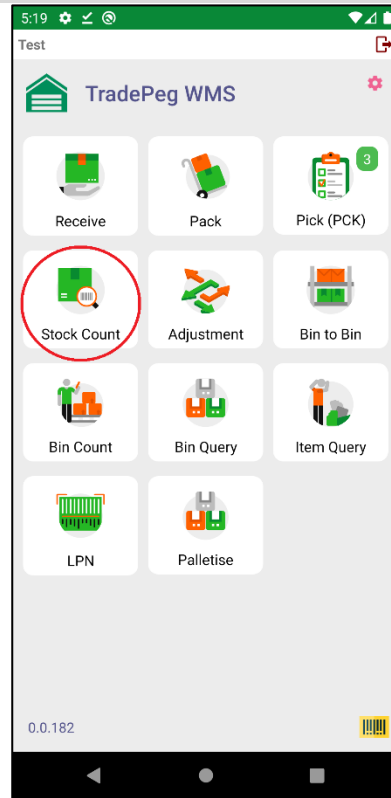 5:19
Test
TradePeg WMS
3
Receive
Pack
Pick (PCK)
Stock Count
Adjustment
Bin to Bin
Bin Count
Bin Query
Item Query
LPN
Palletise
0.0.182